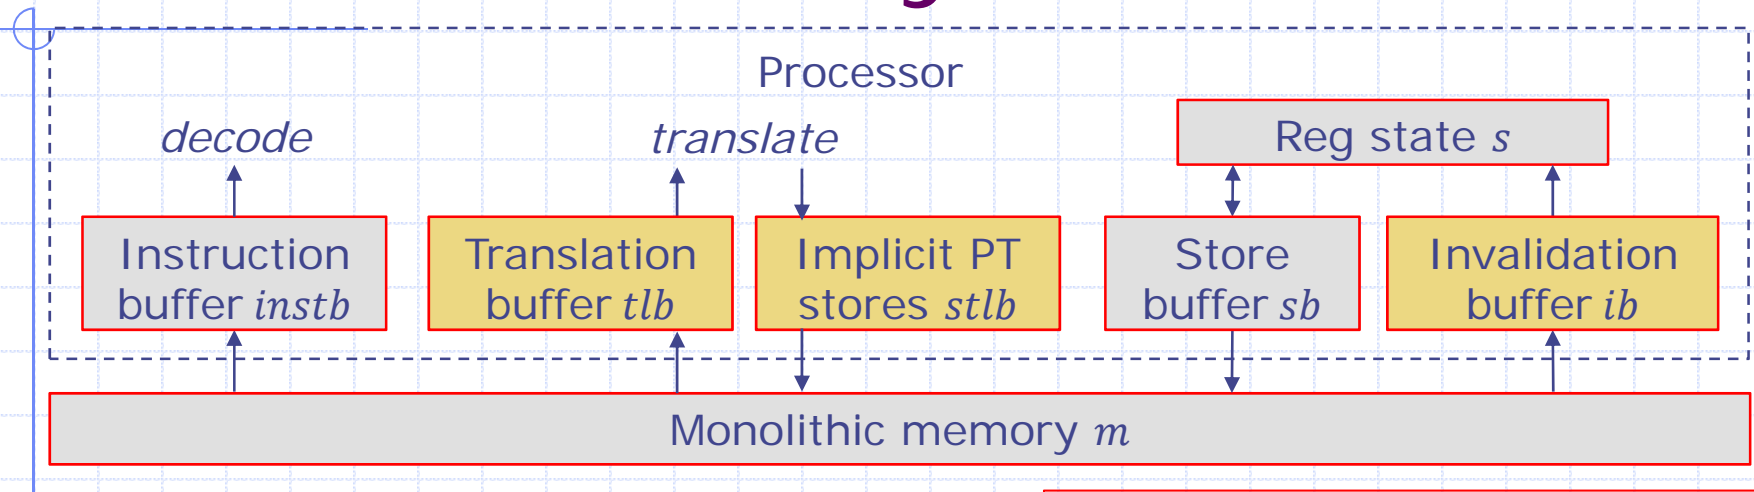 Processor
decode
translate
Reg state s
Instruction
buffer instb
Translation
buffer tlb
Implicit PT
stores stlb
Store
buffer sb
Invalidation
buffer ib
Monolithic memory m